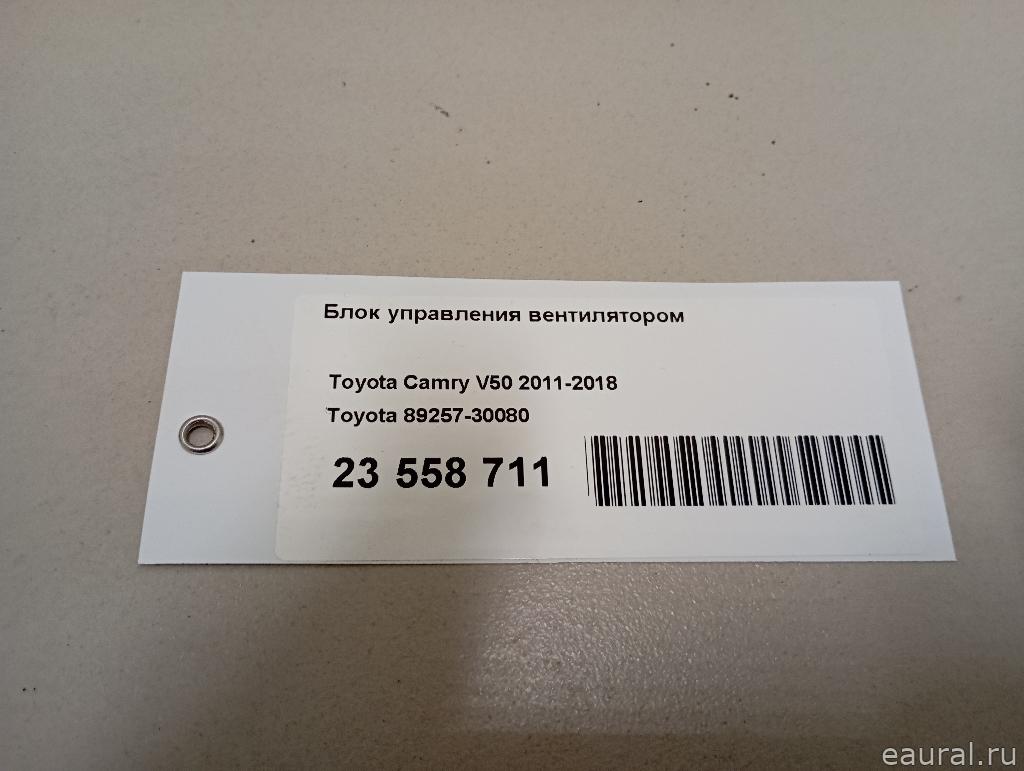 Блок управления вентилятором
Toyota Camry V50 2011-2018
Toyota 89257-30080
23 558 711
eaural.ru